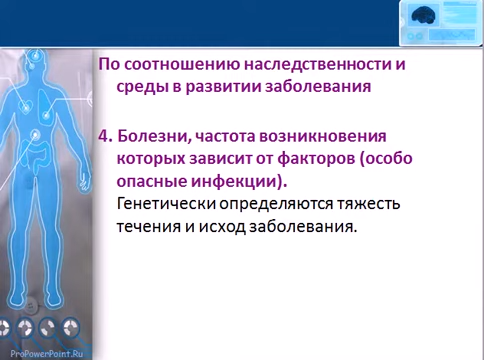 По соотношению наследственности и
среды в развитии заболевания
4. Болезни, частота возникновения
которых зависит от факторов (особо
опасные инфекции).
Генетически определяются тяжесть
течения и исход заболевания.
ProPowerPoint.Ru